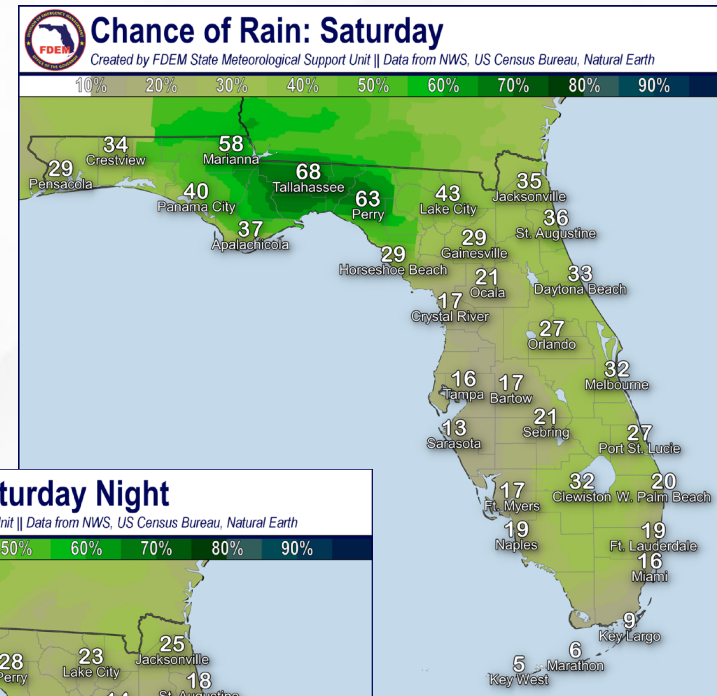 FDEM
Chance of Rain: Saturday
Created by FDEM State Meteorological Support Unit || Data from NWS, US Census Bureau, Natural Earth
10% 20% 30% 40% 50% 60% 70% 80% 90%
34
Crestview
58
Marianna
29
Pensacola
68
Tallahassee
40
Panama City
63
Perry
43
Lake City
35
Jacksonville
37
Apalachicola
36
St. Augustine
29
Gainesville
29
Horseshoe Beach
21
Ocala
33
Daytona Beach
17
Crystal River
27
Orlando
32
Melbourne
16
Tampa
17
Bartow
21
Sebring
13
Sarasota
27
Port St. Lucie
17
Ft. Myers
32
Clewiston
20
W. Palm Beach
19
Naples
19
Ft. Lauderdale
16
Miami
9
Key Largo
6
Marathon
5
Key West
turday Night
nit || Data from NWS, US Census Bureau, Natural Earth
50% 60% 70% 80% 90%
28
Perry
23
Lake City
25
Jacksonville
18
St. Augustine